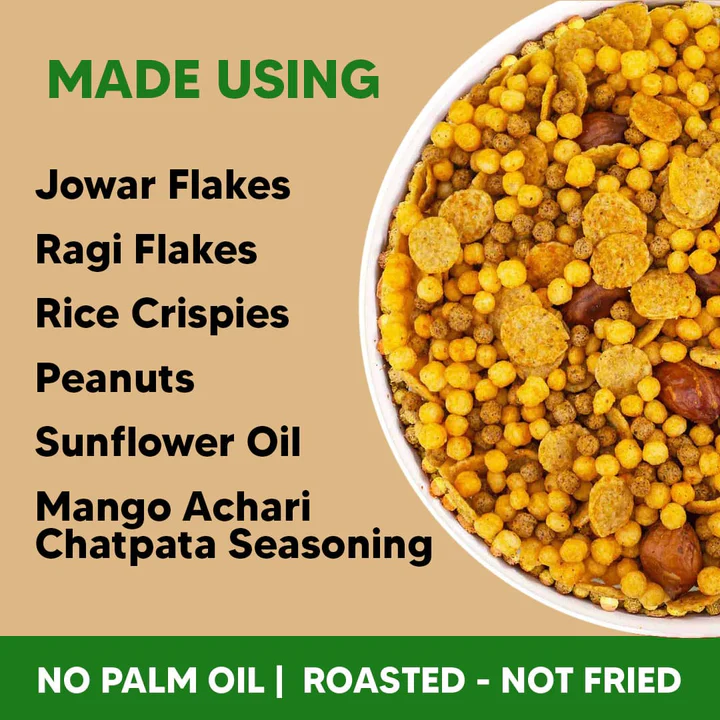 MADE USING
Jowar Flakes
Ragi Flakes
Rice Crispies
Peanuts
Sunflower Oil
Mango Achari
Chatpata Seasoning
NO PALM OIL | ROASTED - NOT FRIED